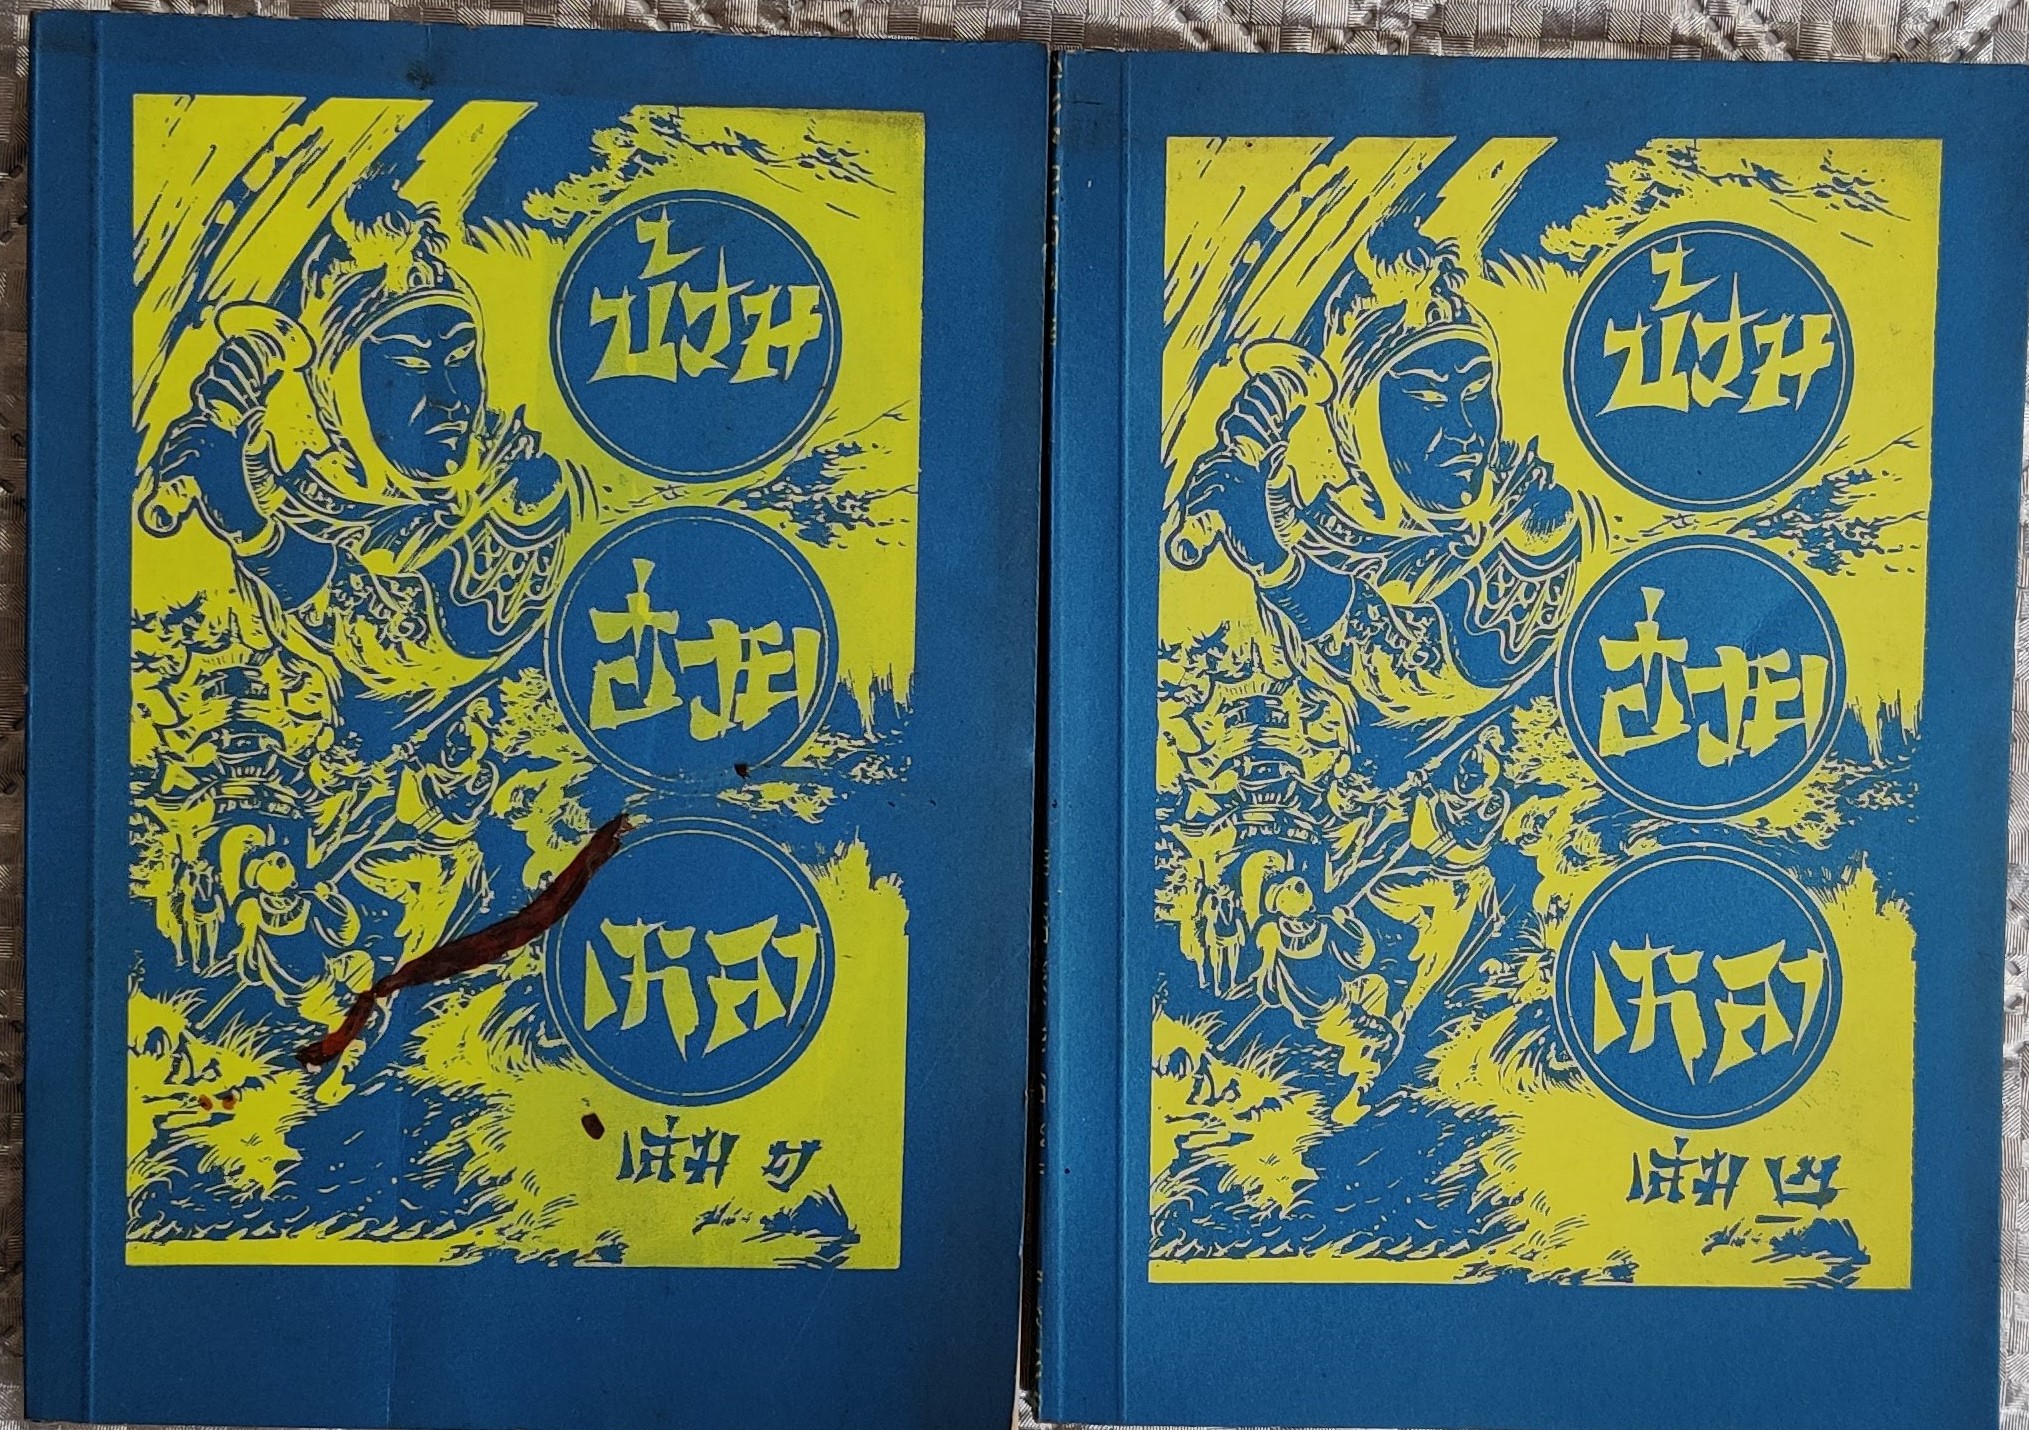 บ้วน
ฮ่วย
เหลา
เล่ม ๑
บ้วน
ฮ่วย
เหลา
เล่ม ๒